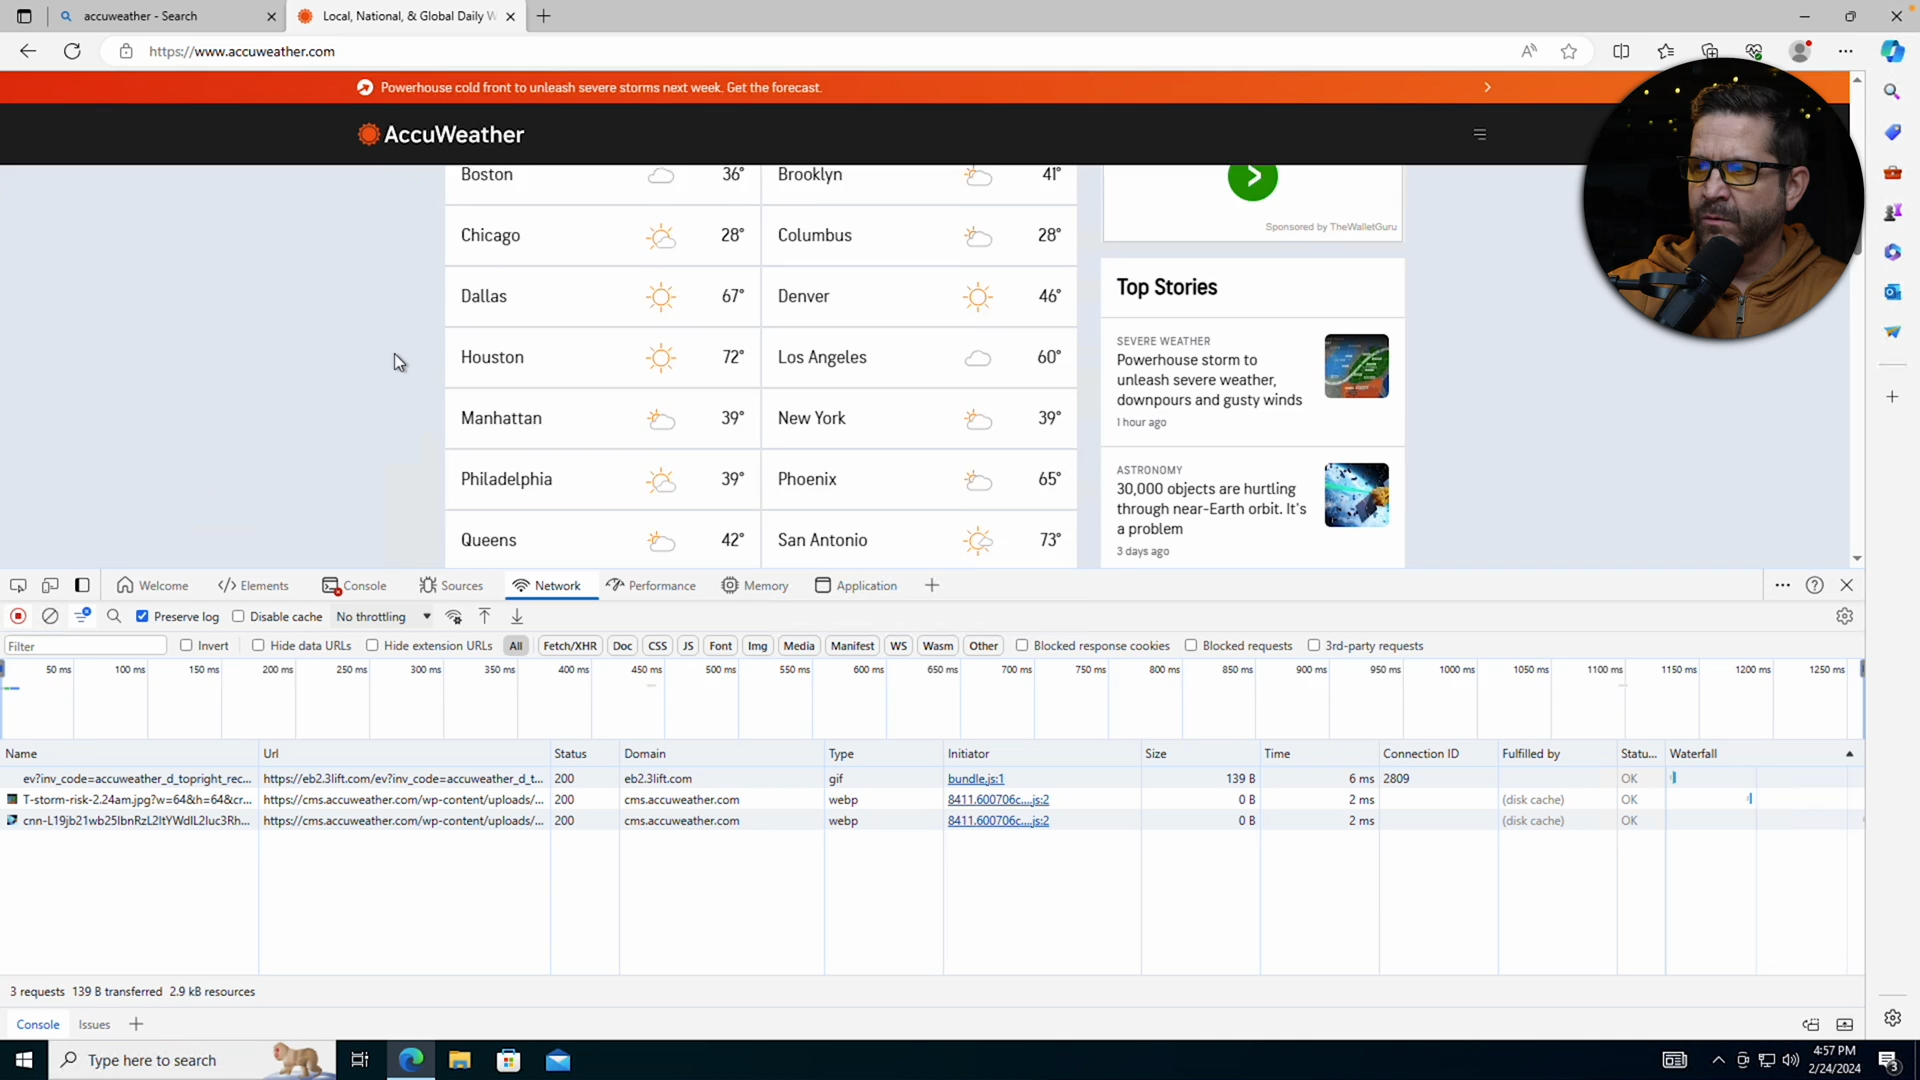 accuweather - Search
Local, National, & Global Daily W
https://www.accuweather.com
Powerhouse cold front to unleash severe storms next week. Get the forecast.
AccuWeather
Boston 36° Brooklyn 41°
Sponsored by TheWalletGuru
Chicago 28° Columbus 28°
Dallas 67° Denver 46°
Houston 72° Los Angeles 60°
Manhattan 39° New York 39°
Philadelphia 39° Phoenix 65°
Queens 42° San Antonio 73°
Top Stories
SEVERE WEATHER
Powerhouse storm to
unleash severe weather,
downpours and gusty winds
1 hour ago
ASTRONOMY
30,000 objects are hurtling
through near-Earth orbit. It's
a problem
3 days ago
Welcome Elements Console Sources Network Performance Memory Application
Preserve log Disable cache No throttling
Filter Invert Hide data URLs Hide extension URLs All Fetch/XHR Doc CSS JS Font Img Media Manifest WS Wasm Other Blocked response cookies Blocked requests 3rd-party requests
50 ms 100 ms 150 ms 200 ms 250 ms 300 ms 350 ms 400 ms 450 ms 500 ms 550 ms 600 ms 650 ms 700 ms 750 ms 800 ms 850 ms 900 ms 950 ms 1000 ms 1050 ms 1100 ms 1150 ms 1200 ms 1250 ms
Name Url Status Domain Type Initiator Size Time Connection ID Fulfilled by Statu... Waterfall
ev?inv_code=accuweather_d_topright_rec... https://eb2.3lift.com/ev?inv_code=accuweather_d_t... 200 eb2.3lift.com gif bundle.js:1 139 B 6 ms 2809 OK
T-storm-risk-2.24am.jpg?w=64&h=64&cr... https://cms.accuweather.com/wp-content/uploads/... 200 cms.accuweather.com webp 8411.600706c....js:2 0 B 2 ms (disk cache) OK
https://cms.accuweather.com/wp-content/uploads/... 200 cms.accuweather.com webp 8411.600706c....js:2 0 B 2 ms (disk cache) OK
3 requests 139 B transferred 2.9 kB resources
Console Issues
Type here to search
4:57 PM
2/24/2024
3